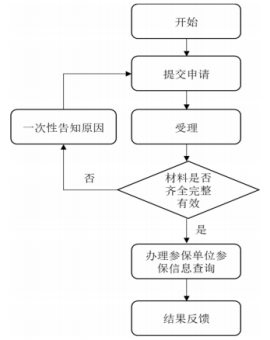 开始
提交申请
一次性告知原因
受理
材料是否
齐全完整
有效
否
是
办理参保单位参
保信息查询
结果反馈